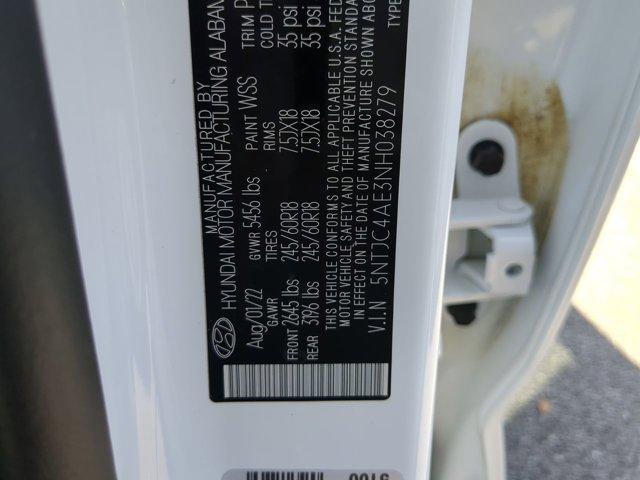 MANUFACTURED BY
HYUNDAI MOTOR MANUFACTURING ALABAMA
Aug/01/22 PAINT WSS TRIM
GVWR 5456 lbs
GAWR TIRES RIMS COLD
FRONT 2645 lbs 245/60R18 7.5JX18 35 psi
REAR 3196 lbs 245/60R18 7.5JX18 35 psi
THIS VEHICLE CONFORMS TO ALL APPLICABLE U.S.A. FED
MOTOR VEHICLE SAFETY AND THEFT PREVENTION STANDA
IN EFFECT ON THE DATE OF MANUFACTURE SHOWN ABO
V.I.N 5NTJC4AE3NH038279 TYPE